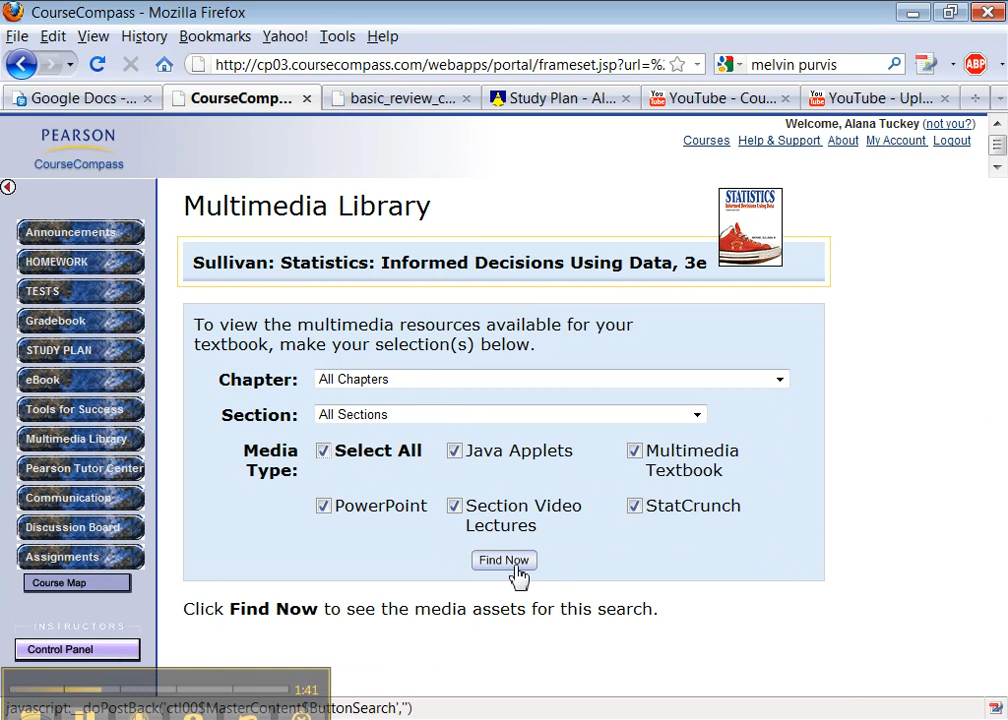 CourseCompass - Mozilla Firefox
File Edit View History Bookmarks Yahoo! Tools Help
http://cp03.coursecompass.com/webapps/portal/frameset.jsp?url=%2 melvin purvis ABP
Google Docs -... CourseComp... basic_review_c... Study Plan - Al... YouTube - Cou... YouTube - Upl...
Welcome, Alana Tuckey (not you?)
Courses Help & Support About My Account Logout
PEARSON
CourseCompass
Multimedia Library
STATISTICS
Informed Decisions Using Data
Sullivan: Statistics: Informed Decisions Using Data, 3e
Announcements
HOMEWORK
TESTS
Gradebook
STUDY PLAN
eBook
Tools for Success
Multimedia Library
Pearson Tutor Center
Communication
Discussion Board
Assignments
Course Map
INSTRUCTORS
Control Panel
To view the multimedia resources available for your
textbook, make your selection(s) below.
Chapter: All Chapters
Section: All Sections
Media Type: Select All Java Applets Multimedia Textbook
PowerPoint Section Video Lectures StatCrunch
Find Now
Click Find Now to see the media assets for this search.
1:41
javascript:__doPostBack('ctl00$MasterContent$ButtonSearch','')